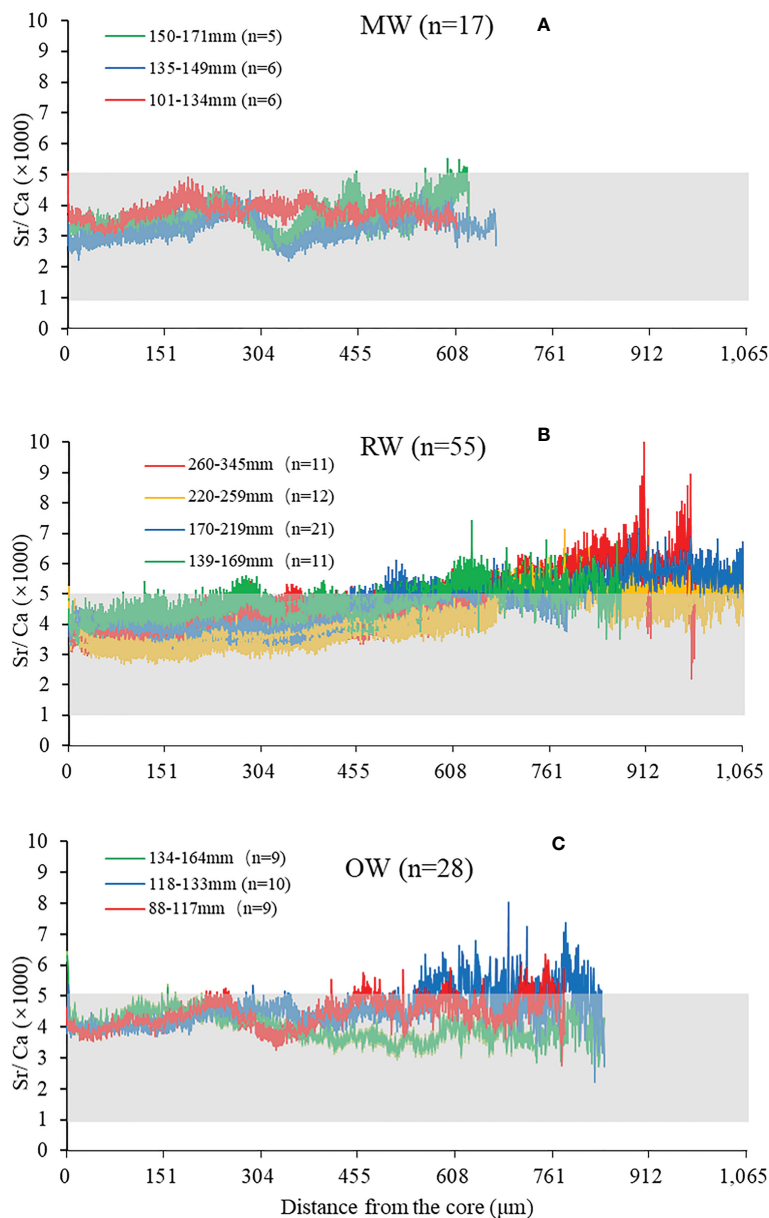 MW (n=17)
A
150-171mm (n=5)
135-149mm (n=6)
101-134mm (n=6)
Sr/ Ca (×1000)
10
9
8
7
6
5
4
3
2
1
0
0 151 304 455 608 761 912 1,065
RW (n=55)
B
260-345mm (n=11)
220-259mm (n=12)
170-219mm (n=21)
139-169mm (n=11)
Sr/ Ca (×1000)
10
9
8
7
6
5
4
3
2
1
0
0 151 304 455 608 761 912 1,065
OW (n=28)
C
134-164mm (n=9)
118-133mm (n=10)
88-117mm (n=9)
Sr/ Ca (×1000)
10
9
8
7
6
5
4
3
2
1
0
0 151 304 455 608 761 912 1,065
Distance from the core (μm)